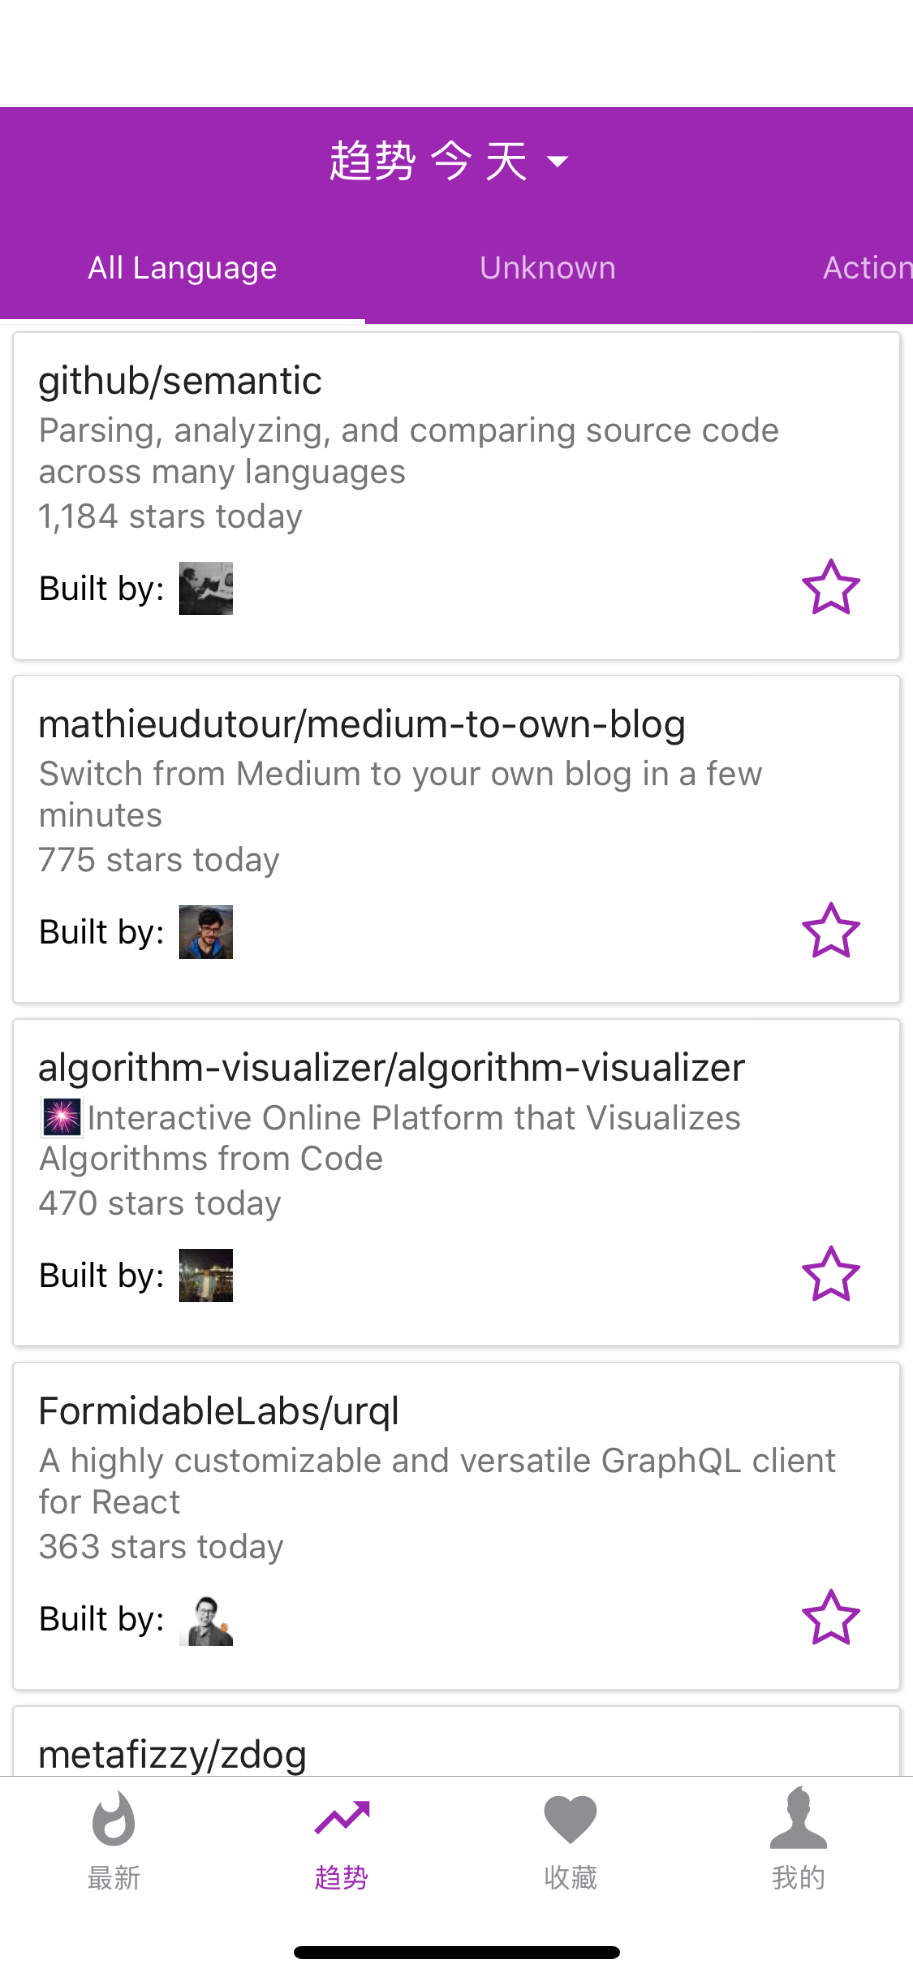 趋势 今天
All Language
Unknown
Action
github/semantic
Parsing, analyzing, and comparing source code
across many languages
1,184 stars today
Built by:
mathieudutour/medium-to-own-blog
Switch from Medium to your own blog in a few
minutes
775 stars today
Built by:
algorithm-visualizer/algorithm-visualizer
Interactive Online Platform that Visualizes
Algorithms from Code
470 stars today
Built by:
FormidableLabs/urql
A highly customizable and versatile GraphQL client
for React
363 stars today
Built by:
metafizzy/zdog
最新
趋势
收藏
我的